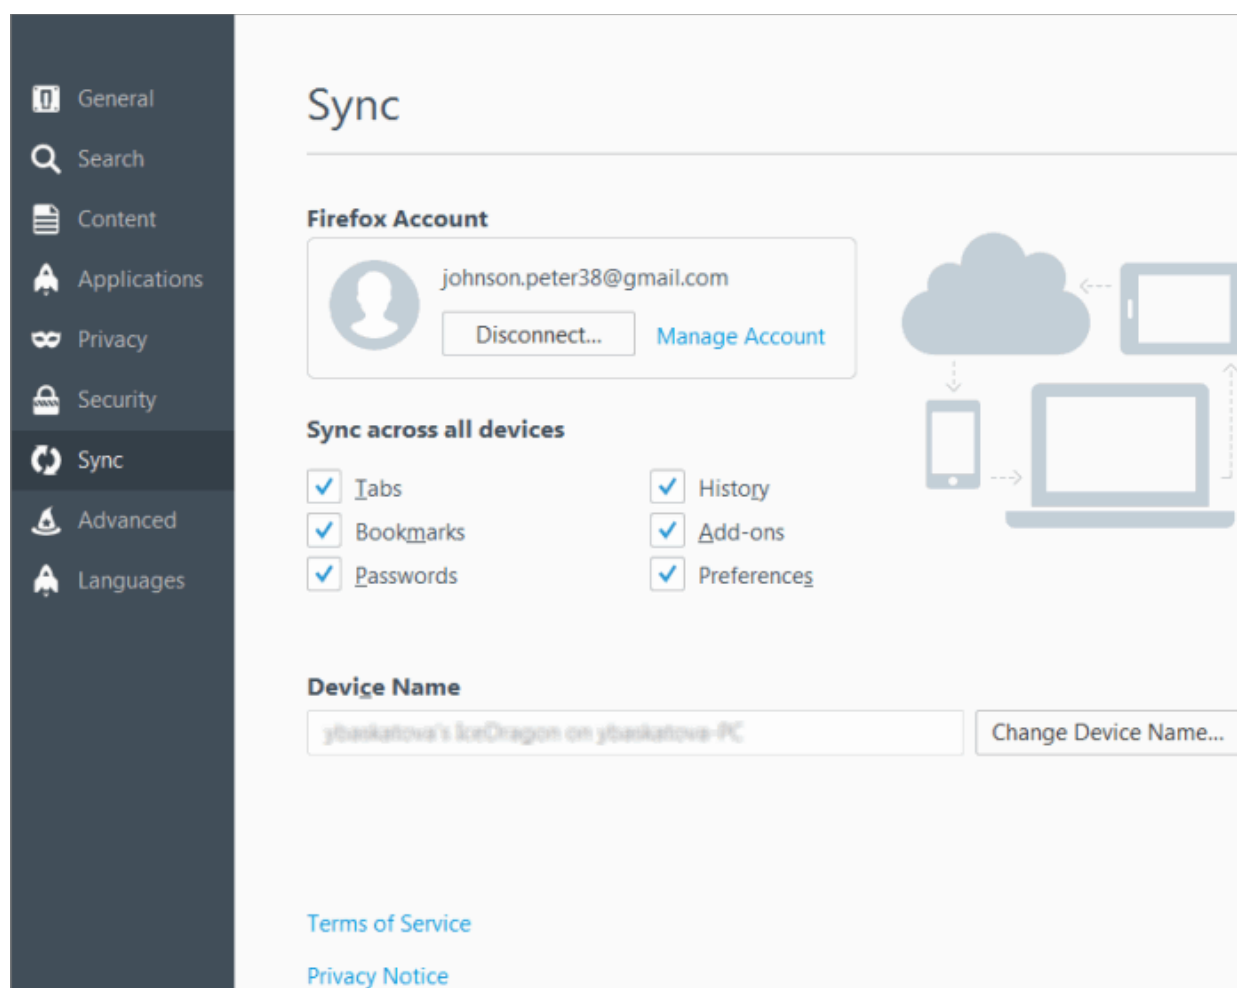 General
Search
Content
Applications
Privacy
Security
Sync
Advanced
Languages
Sync
Firefox Account
johnson.peter38@gmail.com
Disconnect... Manage Account
Sync across all devices
Tabs History
Bookmarks Add-ons
Passwords Preferences
Device Name
Change Device Name...
Terms of Service
Privacy Notice